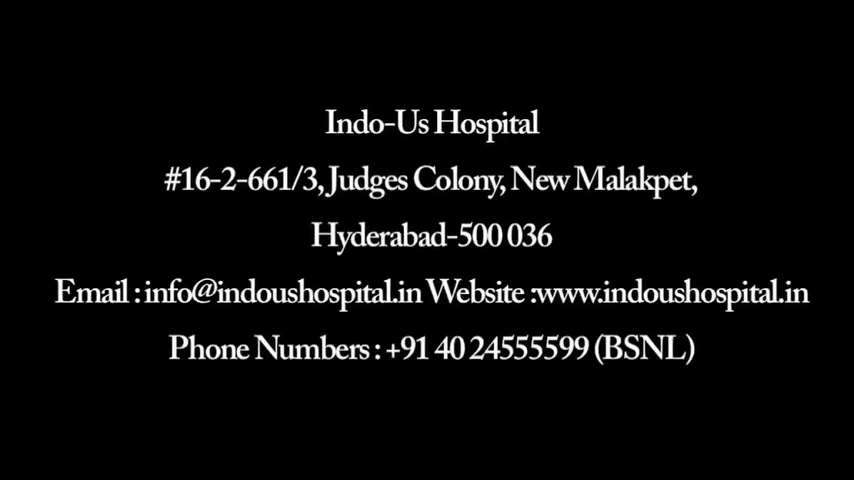 Indo-Us Hospital
#16-2-661/3, Judges Colony, New Malakpet,
Hyderabad-500 036
Email : info@indoushospital.in Website :www.indoushospital.in
Phone Numbers : +91 40 24555599 (BSNL)